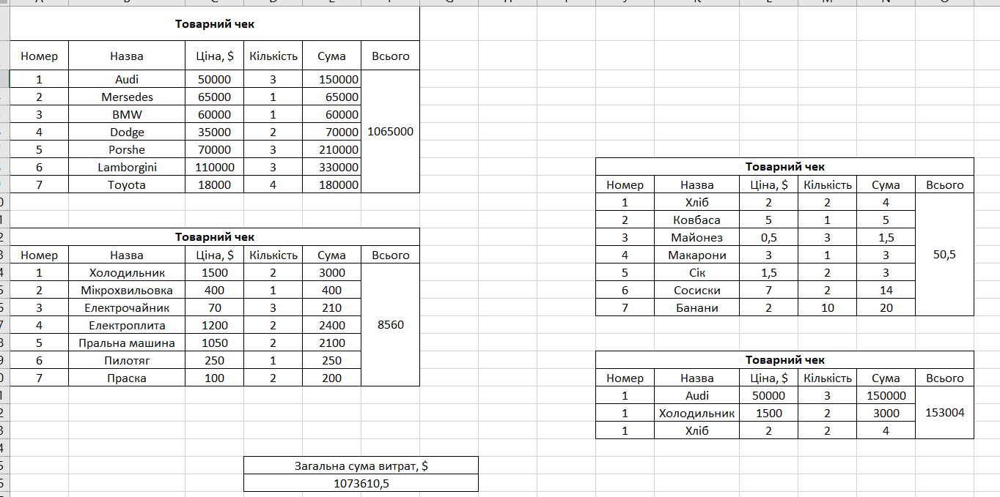 Товарний чек
Номер Назва Ціна, $ Кількість Сума Всього
1 Audi 50000 3 150000
2 Mersedes 65000 1 65000
3 BMW 60000 1 60000
4 Dodge 35000 2 70000 1065000
5 Porshe 70000 3 210000
6 Lamborgini 110000 3 330000
7 Toyota 18000 4 180000
Товарний чек
Номер Назва Ціна, $ Кількість Сума Всього
1 Холодильник 1500 2 3000
2 Мікрохвильовка 400 1 400
3 Електрочайник 70 3 210
4 Електроплита 1200 2 2400 8560
5 Пральна машина 1050 2 2100
6 Пилотяг 250 1 250
7 Праска 100 2 200
Товарний чек
Номер Назва Ціна, $ Кількість Сума Всього
1 Хліб 2 2 4
2 Ковбаса 5 1 5
3 Майонез 0,5 3 1,5
4 Макарони 3 1 3 50,5
5 Сік 1,5 2 3
6 Сосиски 7 2 14
7 Банани 2 10 20
Товарний чек
Номер Назва Ціна, $ Кількість Сума Всього
1 Audi 50000 3 150000
1 Холодильник 1500 2 3000 153004
1 Хліб 2 2 4
Загальна сума витрат, $
1073610,5